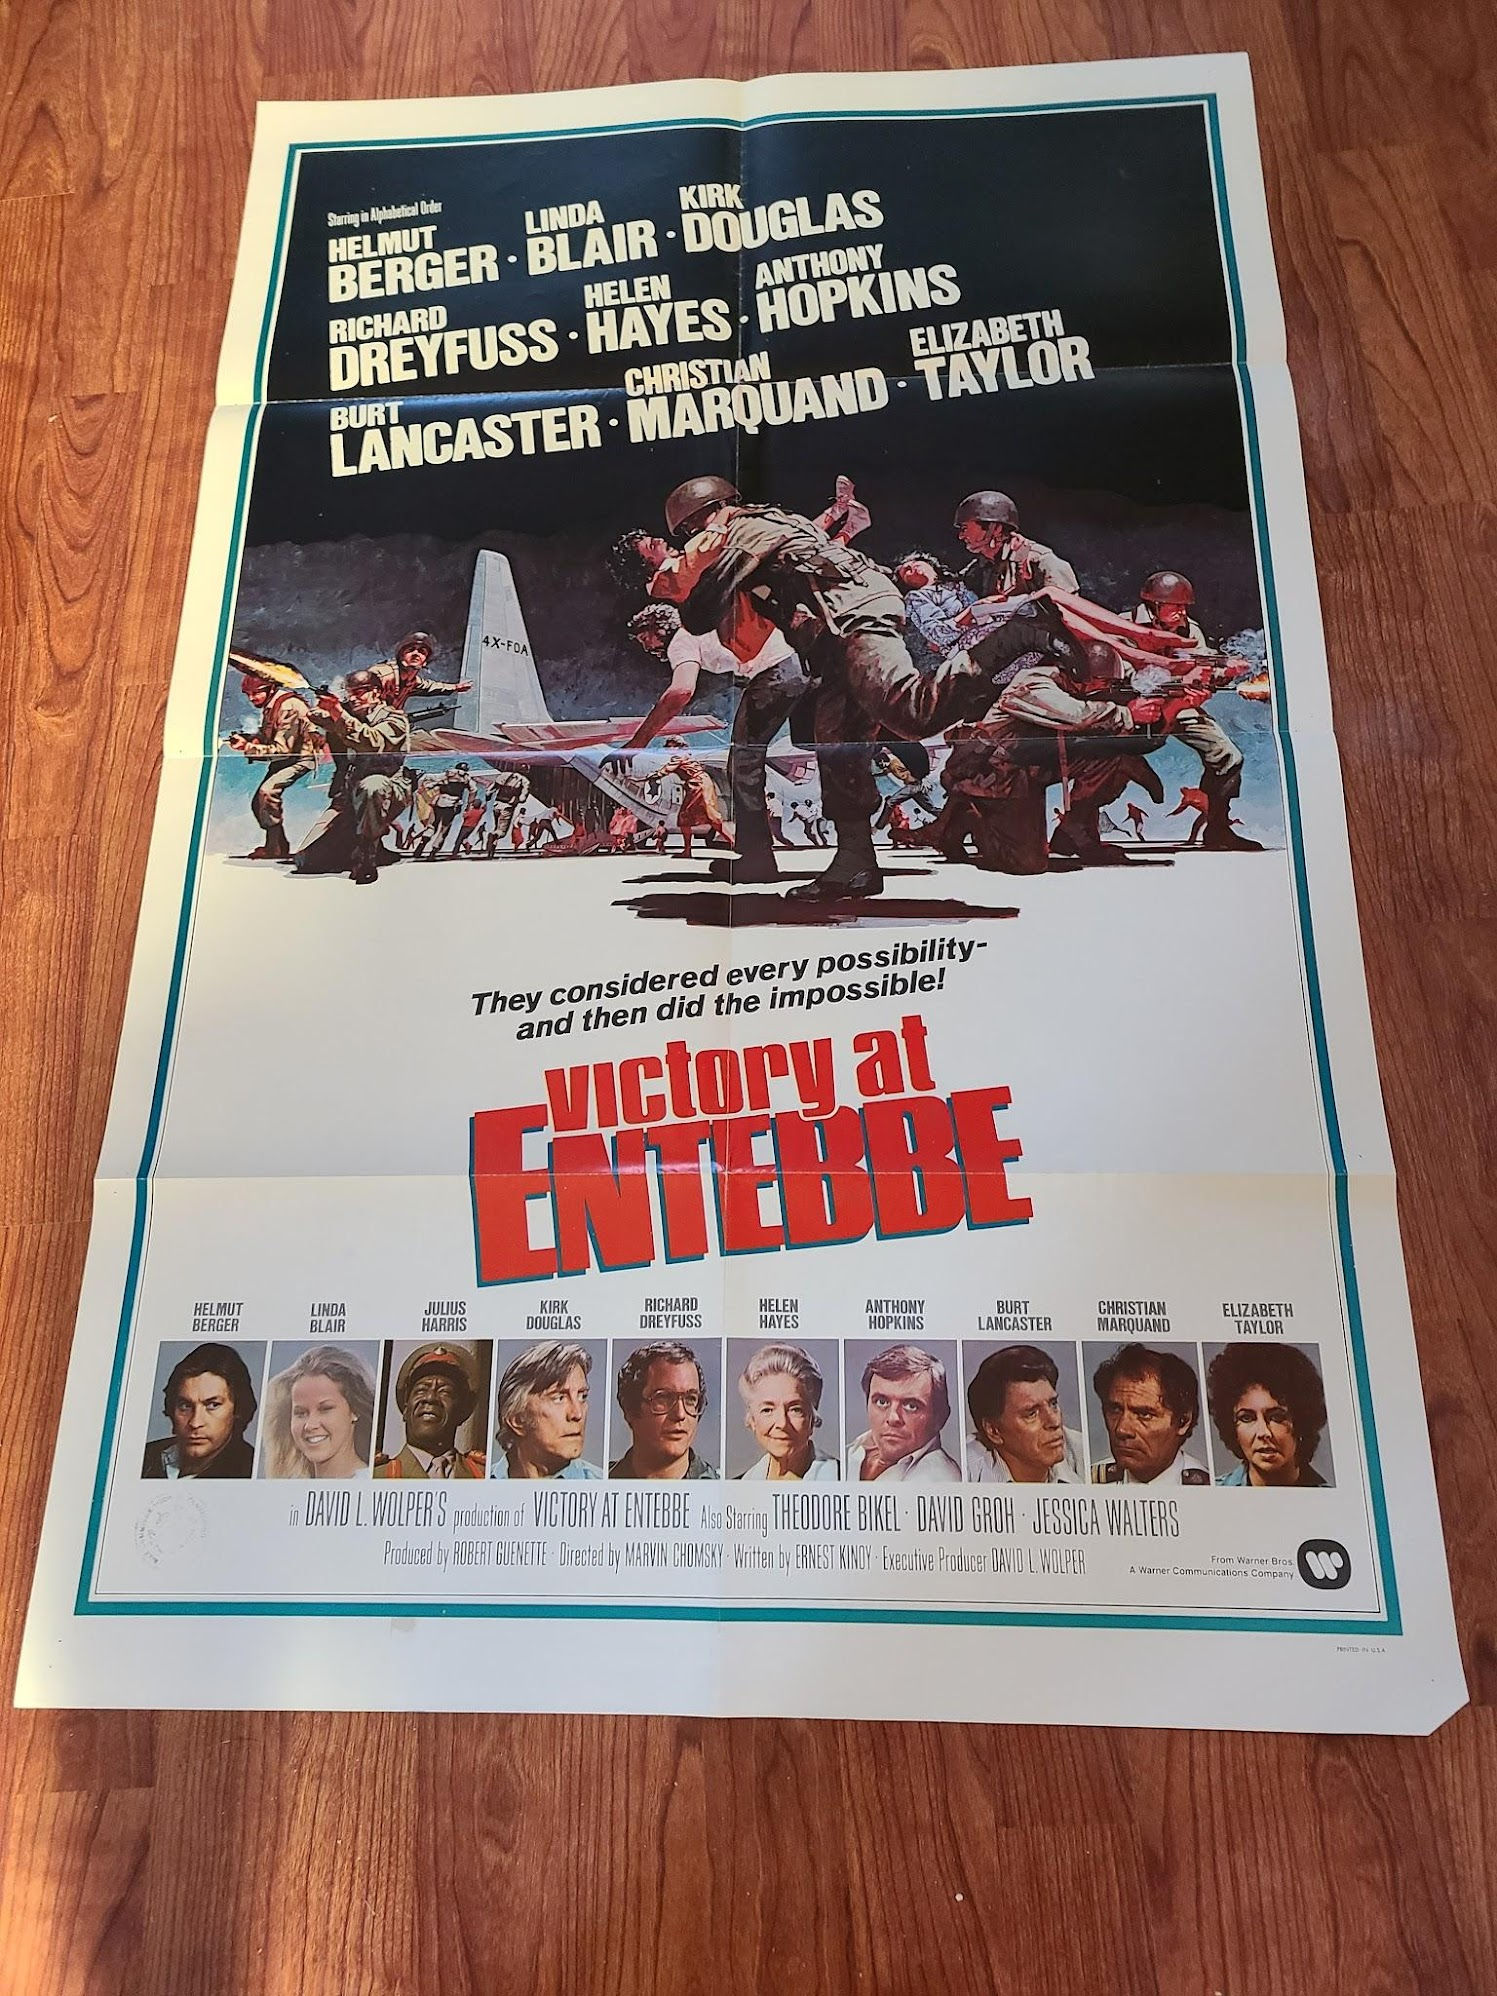 Starring in Alphabetical Order
HELMUT BERGER · LINDA BLAIR · KIRK DOUGLAS
RICHARD DREYFUSS · HELEN HAYES · ANTHONY HOPKINS
BURT LANCASTER · CHRISTIAN MARQUAND · ELIZABETH TAYLOR
4X-FOA
They considered every possibility-
and then did the impossible!
Victory at
ENTEBBE
HELMUT BERGER
LINDA BLAIR
JULIUS HARRIS
KIRK DOUGLAS
RICHARD DREYFUSS
HELEN HAYES
ANTHONY HOPKINS
BURT LANCASTER
CHRISTIAN MARQUAND
ELIZABETH TAYLOR
in DAVID L. WOLPER'S production of VICTORY AT ENTEBBE Also Starring THEODORE BIKEL · DAVID GROH · JESSICA WALTERS
Produced by ROBERT GUENETTE · Directed by MARVIN CHOMSKY · Written by ERNEST KINOY · Executive Producer DAVID L. WOLPER
From Warner Bros.
A Warner Communications Company
PRINTED IN U.S.A.